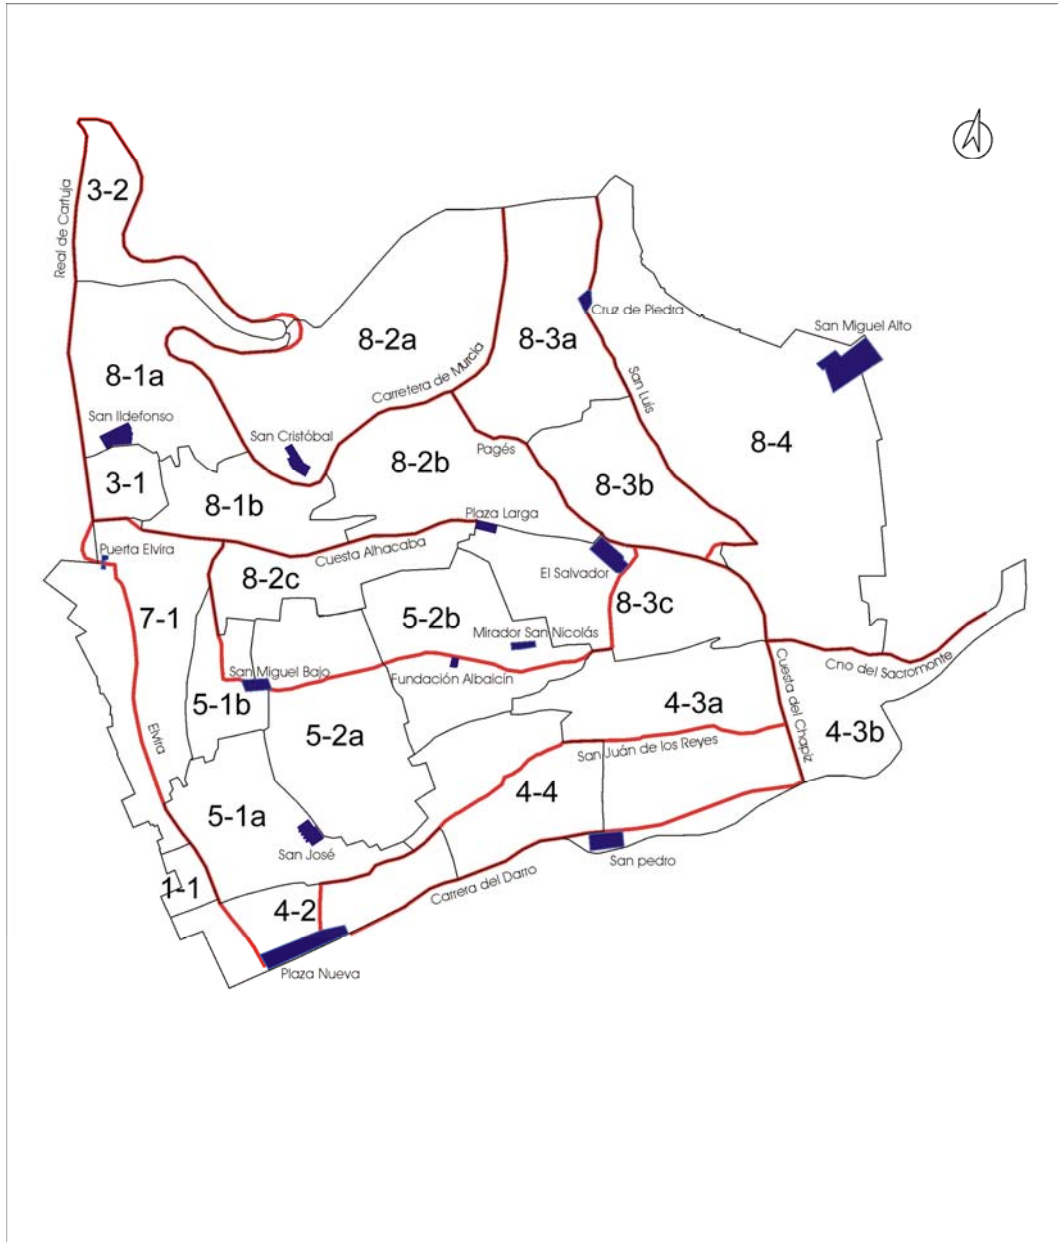 3-2
Real de Cartuja
Cruz de Piedra
San Miguel Alto
8-2a
8-3a
8-1a
Carretera de Murcia
San Luis
San Ildefonso
San Cristóbal
8-4
Pagés
8-2b
3-1
8-3b
8-1b
Plaza Larga
Puerta Elvira
Cuesta Alhacaba
El Salvador
8-2c
8-3c
7-1
5-2b
Mirador San Nicolás
San Miguel Bajo
Fundación Albaicín
Cno del Sacromonte
Cuesta del Chapiz
5-1b
4-3a
4-3b
Elvira
5-2a
San Juán de los Reyes
4-4
5-1a
San José
San pedro
1-1
Carrera del Darro
4-2
Plaza Nueva